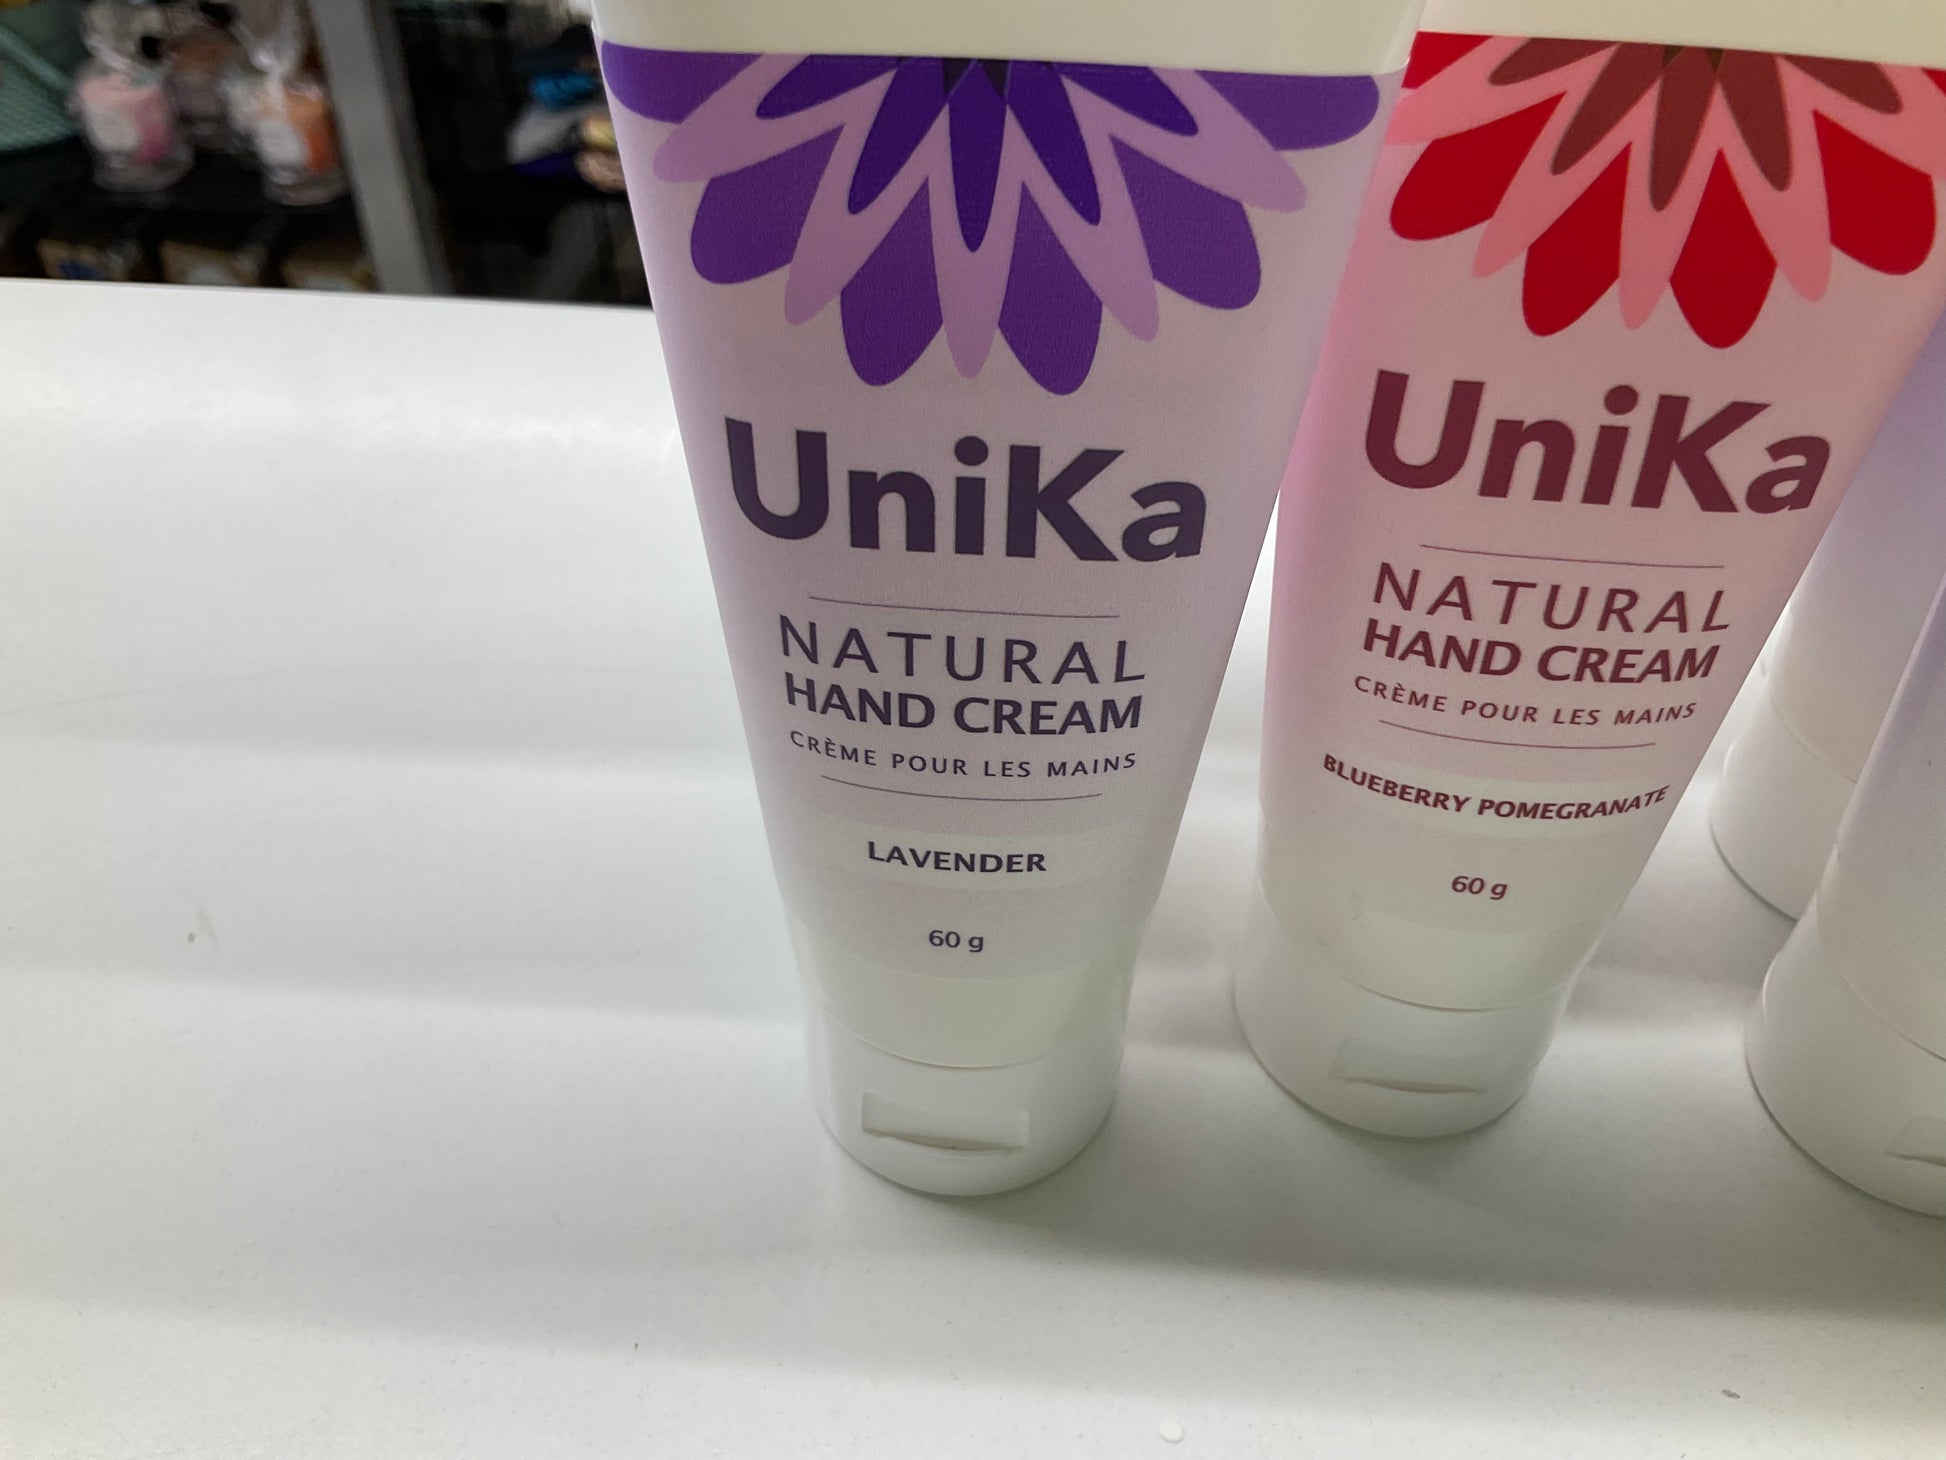 UniKa
NATURAL
HAND CREAM
CRÈME POUR LES MAINS
LAVENDER
60 g
UniKa
NATURAL
HAND CREAM
CRÈME POUR LES MAINS
BLUEBERRY POMEGRANATE
60 g